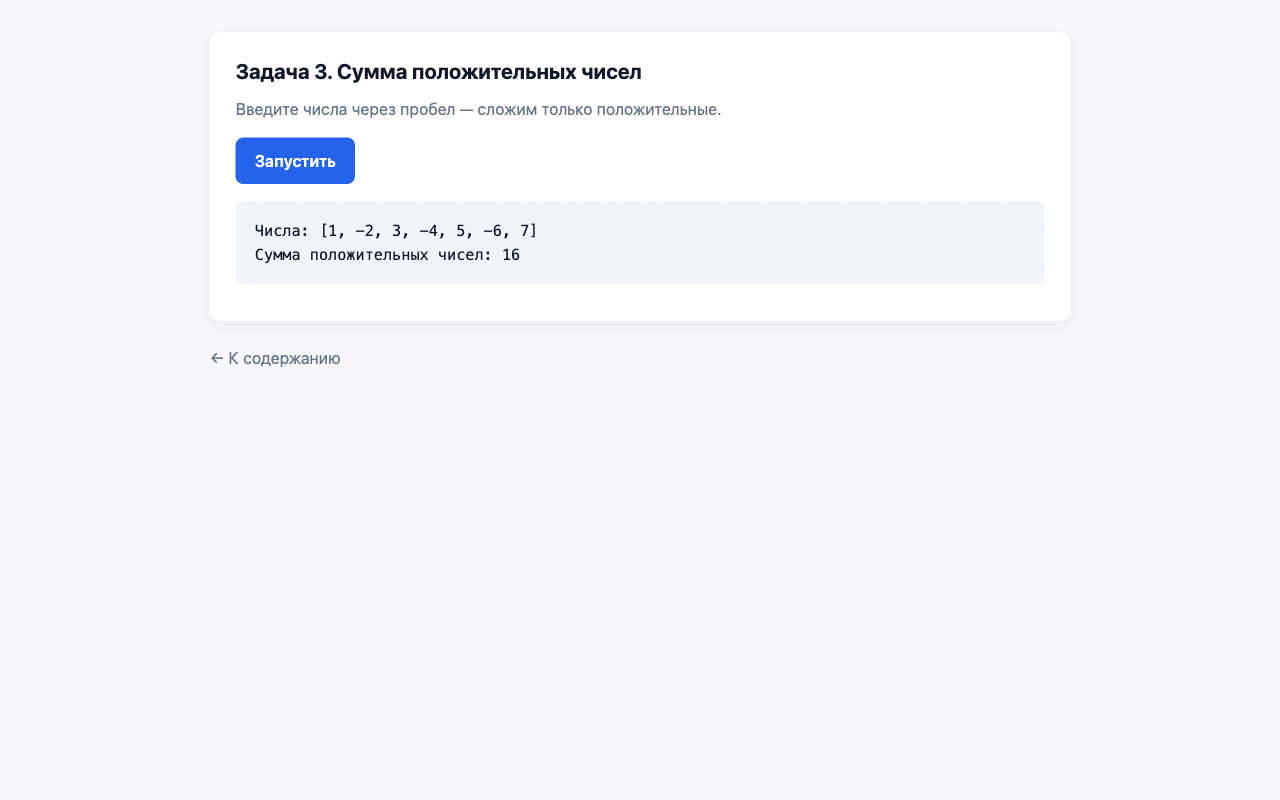 Задача 3. Сумма положительных чисел
Введите числа через пробел — сложим только положительные.
Запустить
Числа: [1, -2, 3, -4, 5, -6, 7]
Сумма положительных чисел: 16
← К содержанию